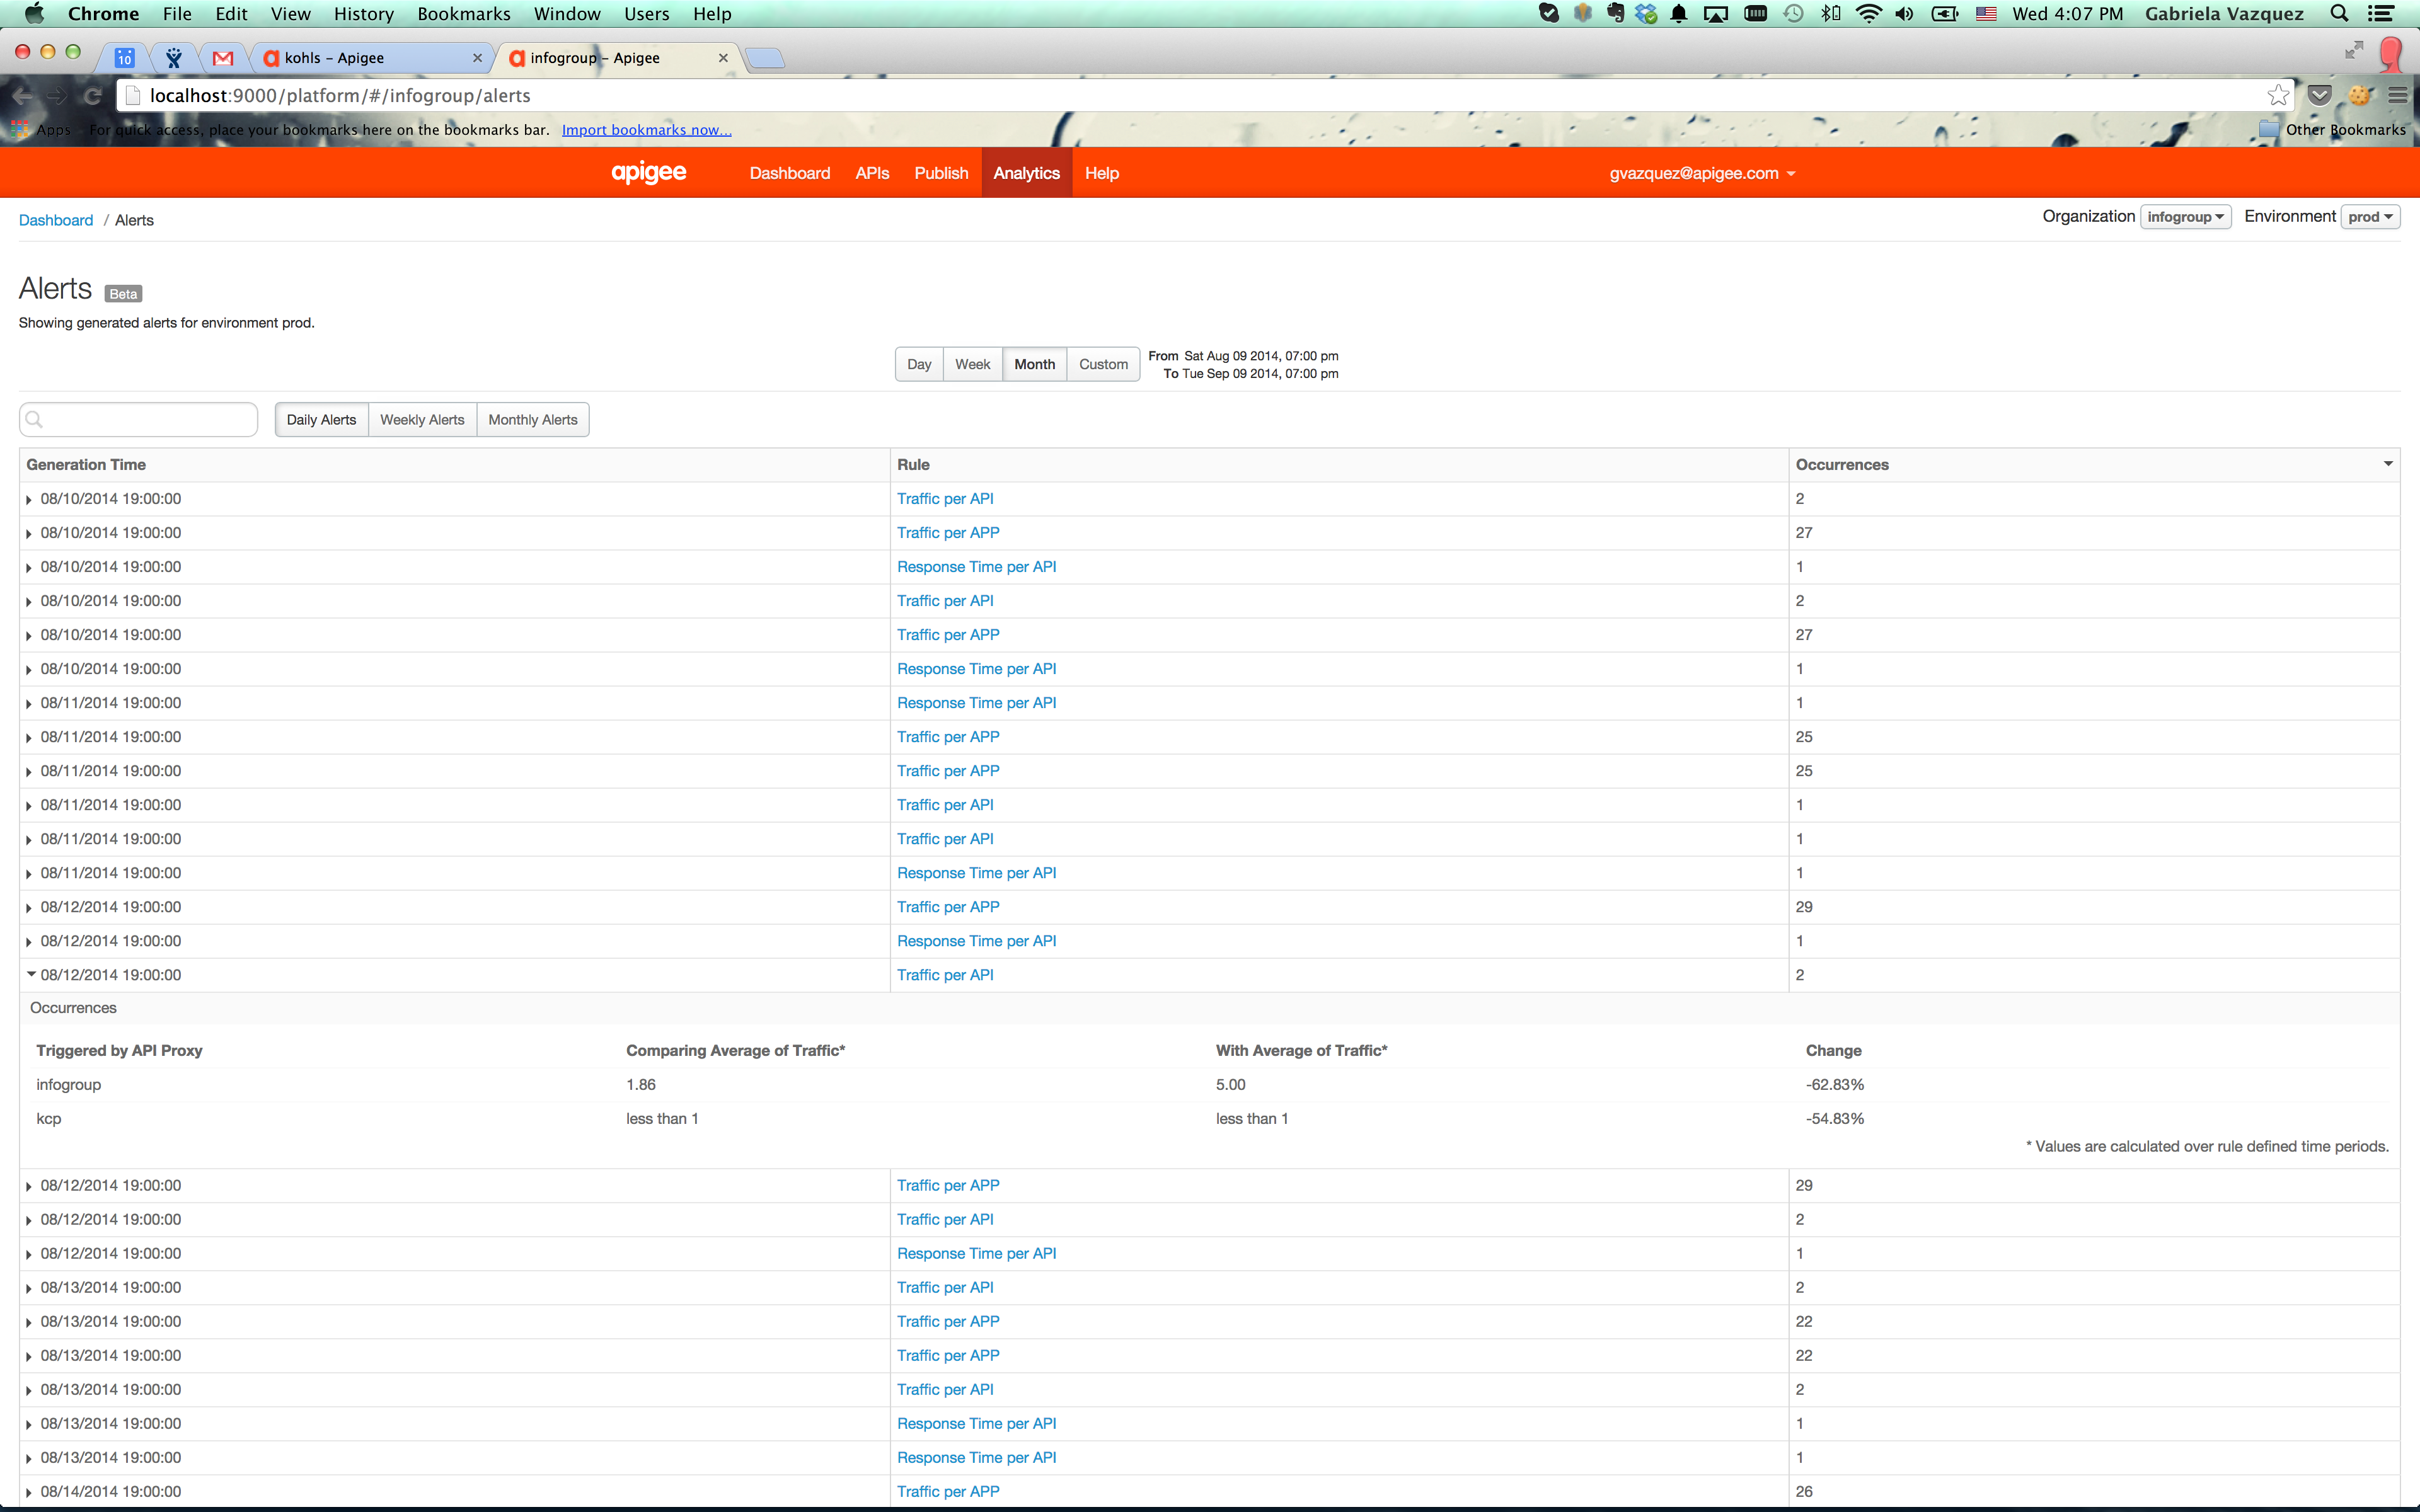 Chrome File Edit View History Bookmarks Window Users Help Wed 4:07 PM Gabriela Vazquez
10 kohls – Apigee infogroup – Apigee
localhost:9000/platform/#/infogroup/alerts
Apps For quick access, place your bookmarks here on the bookmarks bar. Import bookmarks now... Other Bookmarks
apigee Dashboard APIs Publish Analytics Help gvazquez@apigee.com
Dashboard / Alerts Organization infogroup Environment prod
Alerts Beta
Showing generated alerts for environment prod.
Day Week Month Custom From Sat Aug 09 2014, 07:00 pm
To Tue Sep 09 2014, 07:00 pm
Daily Alerts Weekly Alerts Monthly Alerts
Generation Time Rule Occurrences
08/10/2014 19:00:00 Traffic per API 2
08/10/2014 19:00:00 Traffic per APP 27
08/10/2014 19:00:00 Response Time per API 1
08/10/2014 19:00:00 Traffic per API 2
08/10/2014 19:00:00 Traffic per APP 27
08/10/2014 19:00:00 Response Time per API 1
08/11/2014 19:00:00 Response Time per API 1
08/11/2014 19:00:00 Traffic per APP 25
08/11/2014 19:00:00 Traffic per APP 25
08/11/2014 19:00:00 Traffic per API 1
08/11/2014 19:00:00 Traffic per API 1
08/11/2014 19:00:00 Response Time per API 1
08/12/2014 19:00:00 Traffic per APP 29
08/12/2014 19:00:00 Response Time per API 1
08/12/2014 19:00:00 Traffic per API 2
Occurrences
Triggered by API Proxy Comparing Average of Traffic* With Average of Traffic* Change
infogroup 1.86 5.00 -62.83%
kcp less than 1 less than 1 -54.83%
* Values are calculated over rule defined time periods.
08/12/2014 19:00:00 Traffic per APP 29
08/12/2014 19:00:00 Traffic per API 2
08/12/2014 19:00:00 Response Time per API 1
08/13/2014 19:00:00 Traffic per API 2
08/13/2014 19:00:00 Traffic per APP 22
08/13/2014 19:00:00 Traffic per APP 22
08/13/2014 19:00:00 Traffic per API 2
08/13/2014 19:00:00 Response Time per API 1
08/13/2014 19:00:00 Response Time per API 1
08/14/2014 19:00:00 Traffic per APP 26